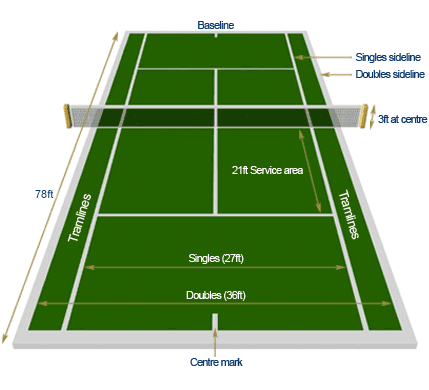 Baseline
Singles sideline
Doubles sideline
3ft at centre
21ft Service area
78ft
Tramlines
Tramlines
Singles (27ft)
Doubles (36ft)
Centre mark